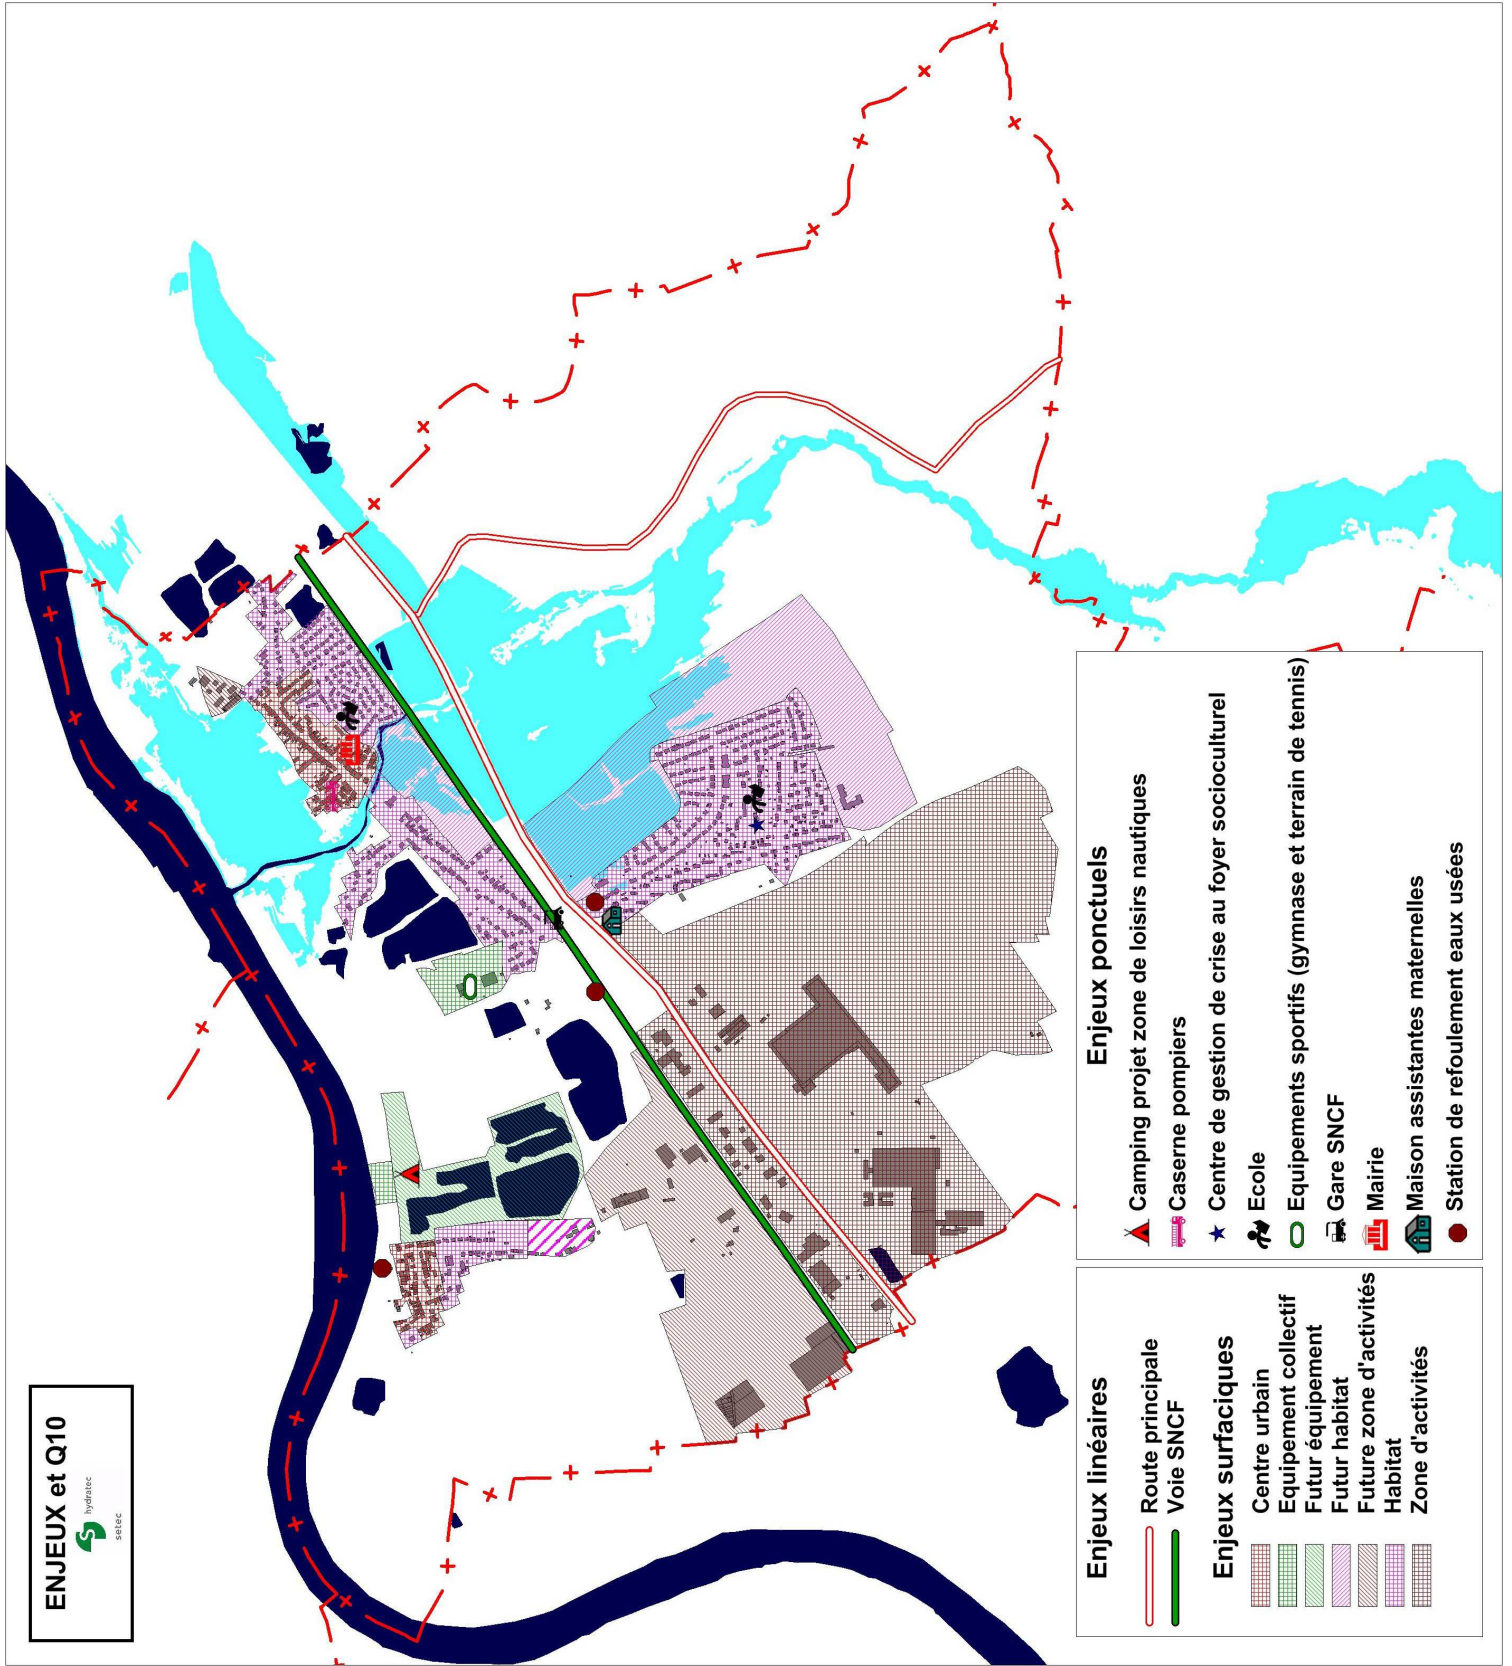 ENJEUX et Q10
S
hydratec
setec
Enjeux linéaires
Route principale
Voie SNCF
Enjeux surfaciques
Centre urbain
Equipement collectif
Futur équipement
Futur habitat
Future zone d'activités
Habitat
Zone d'activités
Enjeux ponctuels
Camping projet zone de loisirs nautiques
Caserne pompiers
Centre de gestion de crise au foyer socioculturel
Ecole
Equipements sportifs (gymnase et terrain de tennis)
Gare SNCF
Mairie
Maison assistantes maternelles
Station de refoulement eaux usées